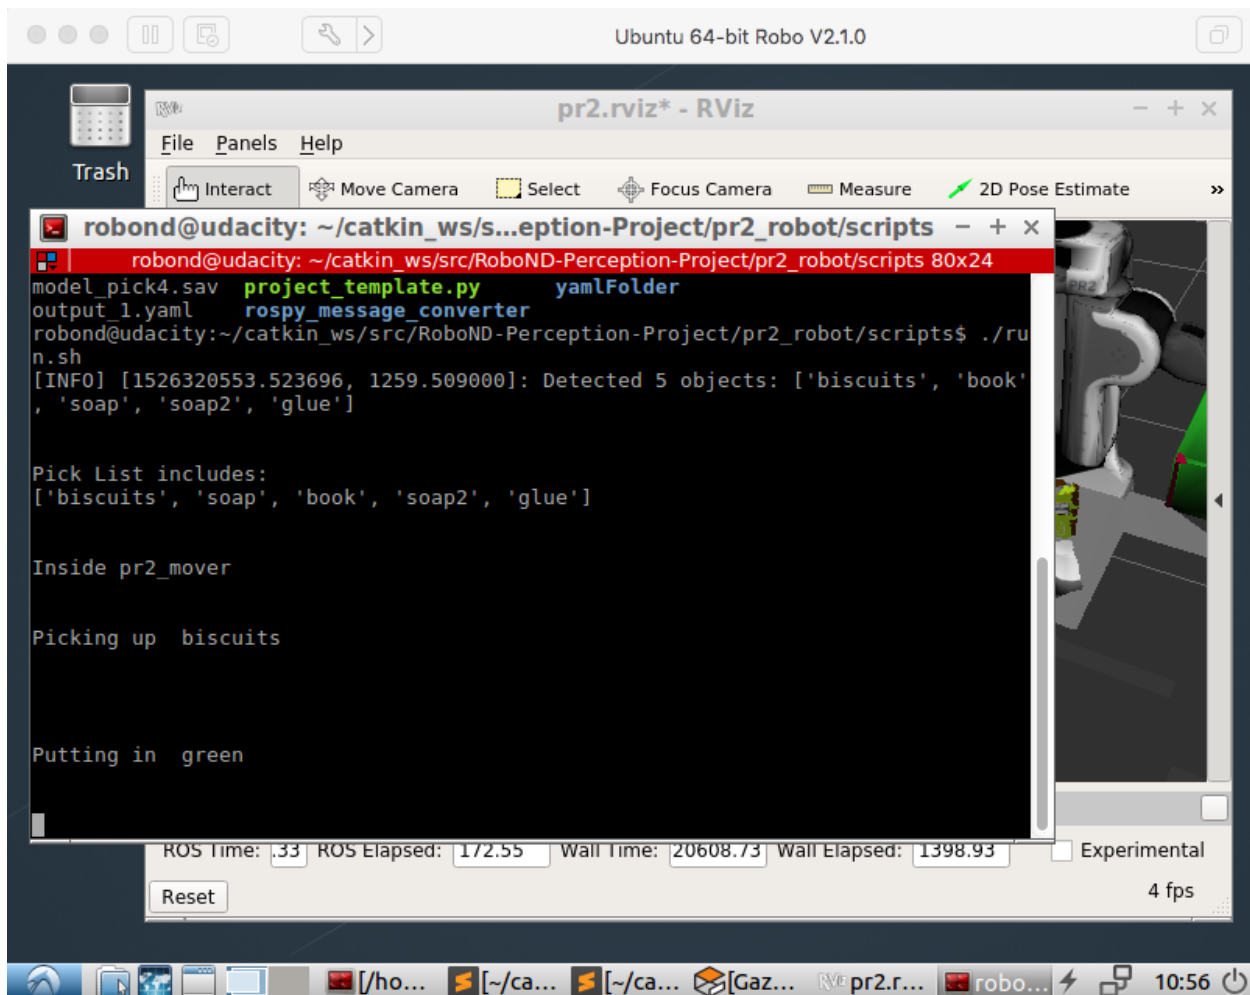 Ubuntu 64-bit Robo V2.1.0
Trash
RViz
pr2.rviz* - RViz
File Panels Help
Interact Move Camera Select Focus Camera Measure 2D Pose Estimate »
robond@udacity: ~/catkin_ws/s...eption-Project/pr2_robot/scripts
robond@udacity: ~/catkin_ws/src/RoboND-Perception-Project/pr2_robot/scripts 80x24
model_pick4.sav project_template.py yamlFolder
output_1.yaml rospy_message_converter
robond@udacity:~/catkin_ws/src/RoboND-Perception-Project/pr2_robot/scripts$ ./ru
n.sh
[INFO] [1526320553.523696, 1259.509000]: Detected 5 objects: ['biscuits', 'book'
, 'soap', 'soap2', 'glue']
Pick List includes:
['biscuits', 'soap', 'book', 'soap2', 'glue']
Inside pr2_mover
Picking up biscuits
Putting in green
PR2
ROS Time: .33 ROS Elapsed: 172.55 Wall Time: 20608.73 Wall Elapsed: 1398.93 Experimental
Reset 4 fps
[/ho... [~/ca... [~/ca... [Gaz... RViz pr2.r... robo... 10:56